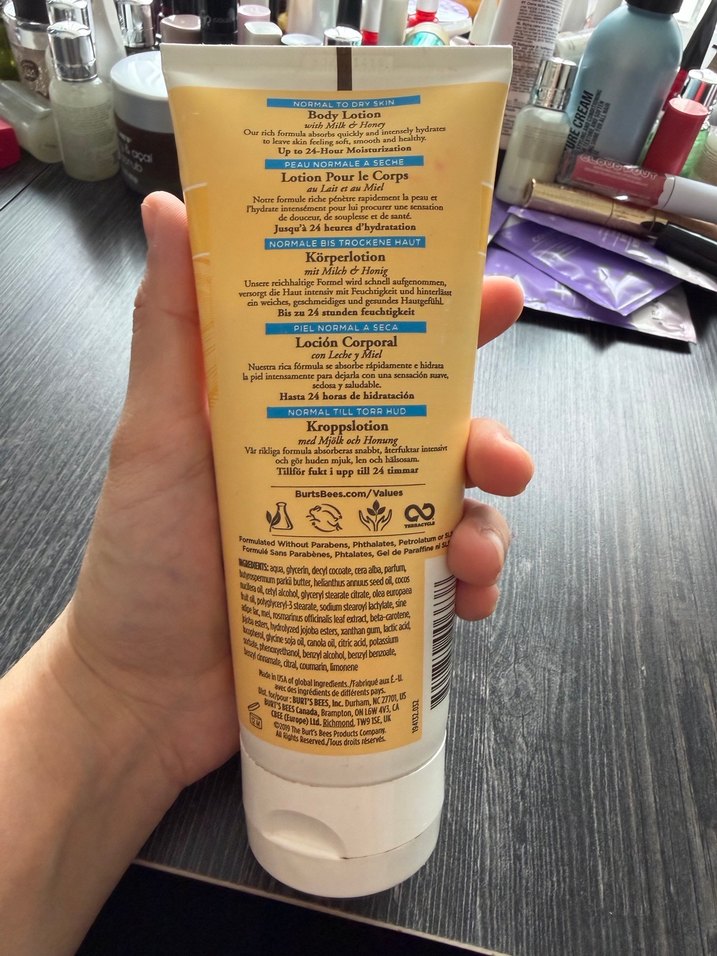 NORMAL TO DRY SKIN
Body Lotion
with Milk & Honey
Our rich formula absorbs quickly and intensely hydrates
to leave skin feeling soft, smooth and healthy.
Up to 24-Hour Moisturization
PEAU NORMALE A SECHE
Lotion Pour le Corps
au Lait et au Miel
Notre formule riche pénètre rapidement la peau et
l'hydrate intensément pour lui procurer une sensation
de douceur, de souplesse et de santé.
Jusqu'à 24 heures d'hydratation
NORMALE BIS TROCKENE HAUT
Körperlotion
mit Milch & Honig
Unsere reichhaltige Formel wird schnell aufgenommen,
versorgt die Haut intensiv mit Feuchtigkeit und hinterlässt
ein weiches, geschmeidiges und gesundes Hautgefühl.
Bis zu 24 stunden feuchtigkeit
PIEL NORMAL A SECA
Loción Corporal
con Leche y Miel
Nuestra rica fórmula se absorbe rápidamente e hidrata
la piel intensamente para dejarla con una sensación suave,
sedosa y saludable.
Hasta 24 horas de hidratación
NORMAL TILL TORR HUD
Kroppslotion
med Mjölk och Honung
Vår rikliga formula absorberas snabbt, återfuktar intensivt
och gör huden mjuk, len och hälsosam.
Tillför fukt i upp till 24 timmar
BurtsBees.com/Values
TERRACYCLE
Formulated Without Parabens, Phthalates, Petrolatum or
Formulé Sans Parabènes, Phtalates, Gel de Paraffine ni
INGREDIENTS: aqua, glycerin, decyl cocoate, cera alba, parfum,
butyrospermum parkii butter, helianthus annuus seed oil, cocos
nucifera oil, cetyl alcohol, glyceryl stearate citrate, olea europaea
fruit oil, polyglyceryl-3 stearate, sodium stearoyl lactylate, sine
adipe lac, mel, rosmarinus officinalis leaf extract, beta-carotene,
jojoba esters, hydrolyzed jojoba esters, xanthan gum, lactic acid,
tocopherol, glycine soja oil, canola oil, citric acid, potassium
sorbate, phenoxyethanol, benzyl alcohol, benzyl benzoate,
benzyl cinnamate, citral, coumarin, limonene
Made in USA of global ingredients./Fabriqué aux É.-U.
avec des ingrédients de différents pays.
Dist. for/pour: BURT'S BEES, Inc. Durham, NC 27701, US
BURT'S BEES Canada, Brampton, ON L6W 4V3, CA
CBEE (Europe) Ltd. Richmond, TW9 1SE, UK
©2019 The Burt's Bees Products Company.
All Rights Reserved./Tous droits réservés.
12M
19432.032
açai
URE CREAM
CLOUD